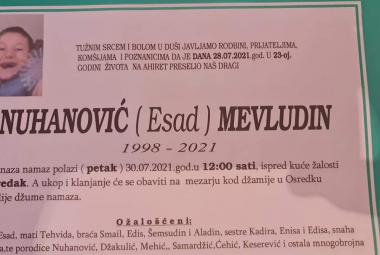 TUŽNIM SRCEM I BOLOM U DUŠI JAVLJAMO RODBINI, PRIJATELJIMA,
KOMŠIJAMA I POZNANICIMA DA JE DANA 28.07.2021.god. U 23-oj.
GODINI ŽIVOTA NA AHIRET PRESELIO NAŠ DRAGI
NUHANOVIĆ ( Esad ) MEVLUDIN
1998 - 2021
naza namaz polazi ( petak ) 30.07.2021.god.u 12:00 sati, ispred kuće žalosti
redak. A ukop i klanjanje će se obaviti na mezarju kod džamije u Osredku
lije džume namaza.
Ožalošćeni:
Esad, mati Tehvida, braća Smail, Edis, Šemsudin i Aladin, sestre Kadira, Enisa i Edisa, snaha
a,te porodice Nuhanović, Džakulić, Mehić,, Samardžić,Ćehić, Keserević i ostala mnogobrojna